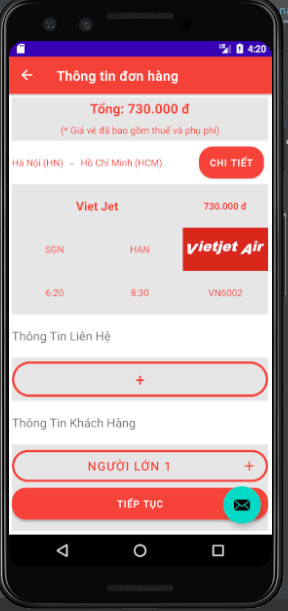 4:20
Thông tin đơn hàng
Tổng: 730.000 đ
(* Giá vé đã bao gồm thuế và phụ phí)
Hà Nội (HN) - Hồ Chí Minh (HCM)
CHI TIẾT
Viet Jet
730.000 đ
SGN
HAN
Vietjet Air
6:20
8:30
VN6002
Thông Tin Liên Hệ
+
Thông Tin Khách Hàng
NGƯỜI LỚN 1 +
TIẾP TỤC